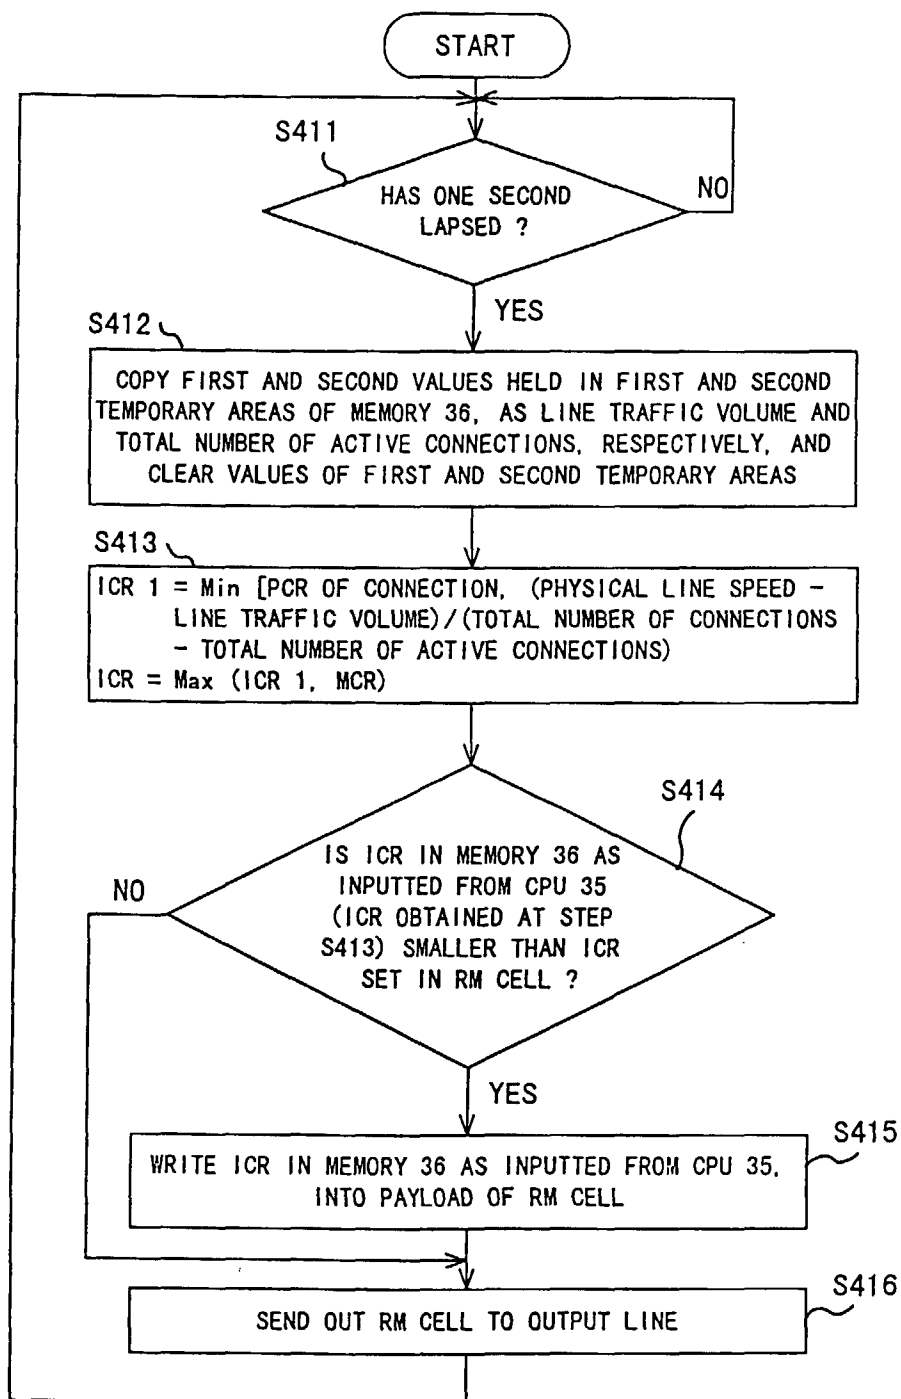 START
S411
HAS ONE SECOND
LAPSED ?
NO
YES
S412
COPY FIRST AND SECOND VALUES HELD IN FIRST AND SECOND
TEMPORARY AREAS OF MEMORY 36, AS LINE TRAFFIC VOLUME AND
TOTAL NUMBER OF ACTIVE CONNECTIONS, RESPECTIVELY, AND
CLEAR VALUES OF FIRST AND SECOND TEMPORARY AREAS
S413
ICR 1 = Min [PCR OF CONNECTION, (PHYSICAL LINE SPEED -
LINE TRAFFIC VOLUME)/(TOTAL NUMBER OF CONNECTIONS
- TOTAL NUMBER OF ACTIVE CONNECTIONS)
ICR = Max (ICR 1, MCR)
S414
IS ICR IN MEMORY 36 AS
INPUTTED FROM CPU 35
(ICR OBTAINED AT STEP
S413) SMALLER THAN ICR
SET IN RM CELL ?
NO
YES
S415
WRITE ICR IN MEMORY 36 AS INPUTTED FROM CPU 35,
INTO PAYLOAD OF RM CELL
S416
SEND OUT RM CELL TO OUTPUT LINE